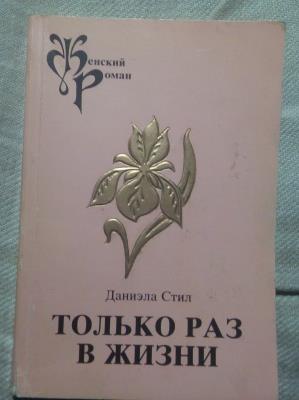 Женский
Роман
Даниэла Стил
ТОЛЬКО РАЗ
В ЖИЗНИ